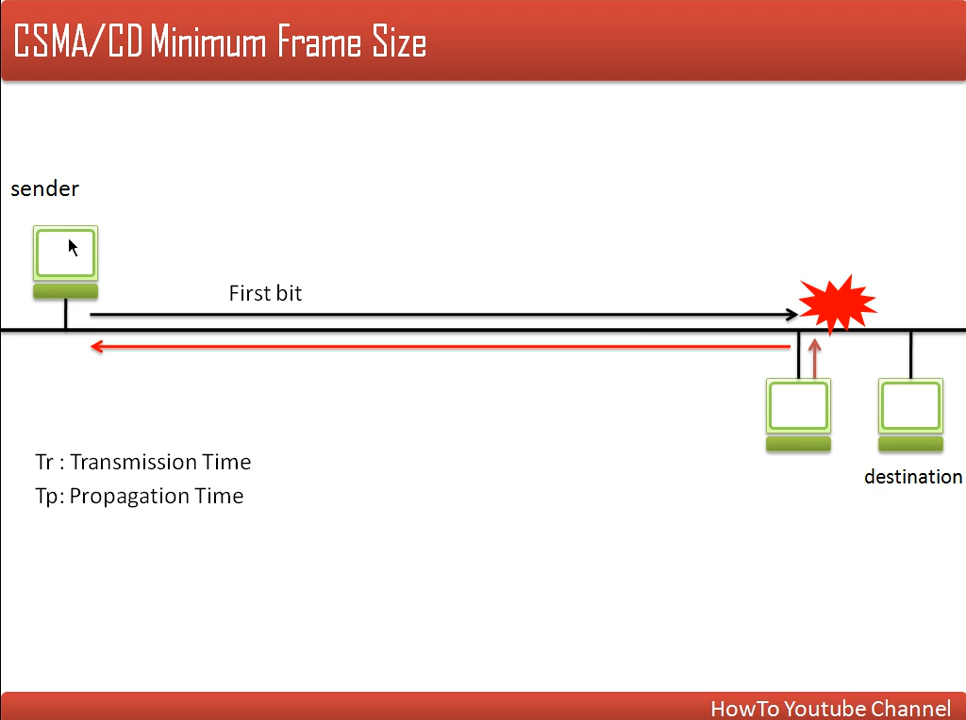 CSMA/CD Minimum Frame Size
sender
First bit
Tr : Transmission Time
Tp: Propagation Time
destination
HowTo Youtube Channel